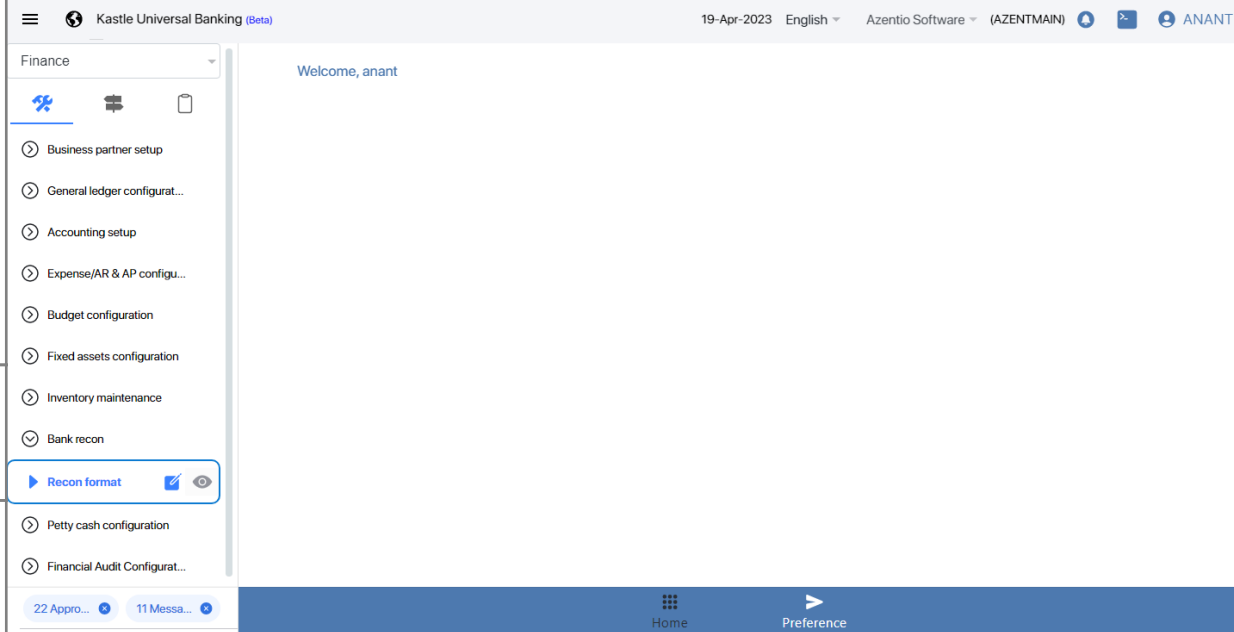 Kastle Universal Banking (Beta)
19-Apr-2023 English Azentio Software (AZENTMAIN) ANANT
Finance
Welcome, anant
Business partner setup
General ledger configurat...
Accounting setup
Expense/AR & AP configu...
Budget configuration
Fixed assets configuration
Inventory maintenance
Bank recon
Recon format
Petty cash configuration
Financial Audit Configurat...
22 Appro... 11 Messa...
Home Preference